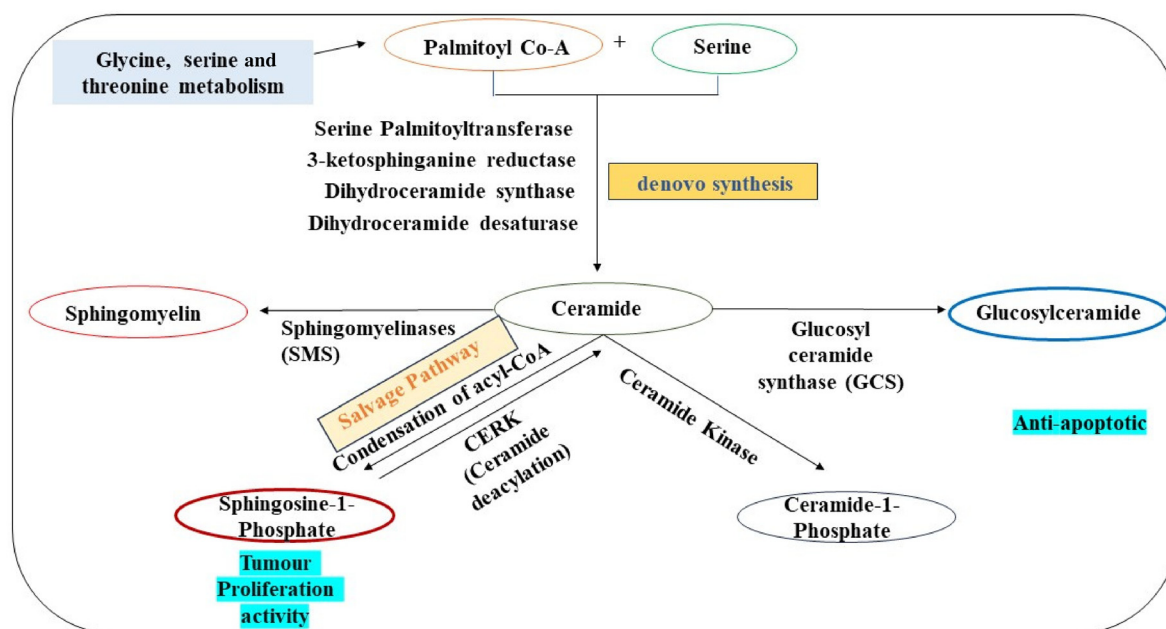 Palmitoyl Co-A
+
Serine
Glycine, serine and
threonine metabolism
Serine Palmitoyltransferase
3-ketosphinganine reductase
Dihydroceramide synthase
Dihydroceramide desaturase
denovo synthesis
Sphingomyelin
Sphingomyelinases
(SMS)
Ceramide
Glucosyl
ceramide
synthase (GCS)
Glucosylceramide
Anti-apoptotic
Salvage Pathway
Condensation of acyl-CoA
CERK
(Ceramide
deacylation)
Ceramide Kinase
Sphingosine-1-
Phosphate
Tumour
Proliferation
activity
Ceramide-1-
Phosphate